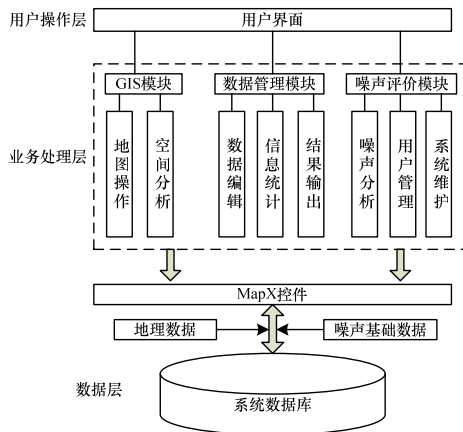 用户操作层
用户界面
GIS模块
数据管理模块
噪声评价模块
业务处理层
地图操作
空间分析
数据编辑
信息统计
结果输出
噪声分析
用户管理
系统维护
MapX控件
地理数据
噪声基础数据
数据层
系统数据库